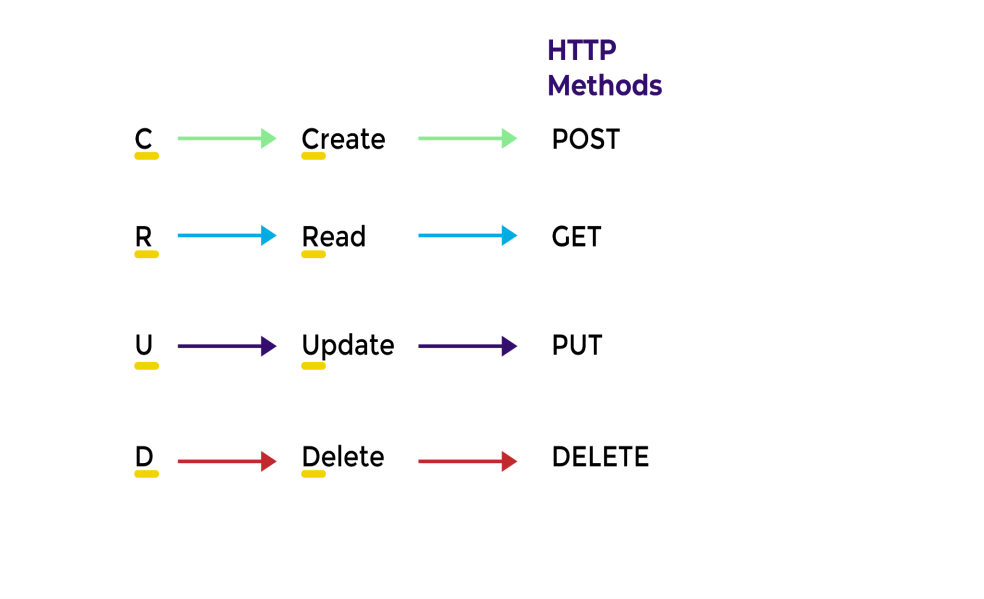 HTTP
Methods
C Create POST
R Read GET
U Update PUT
D Delete DELETE